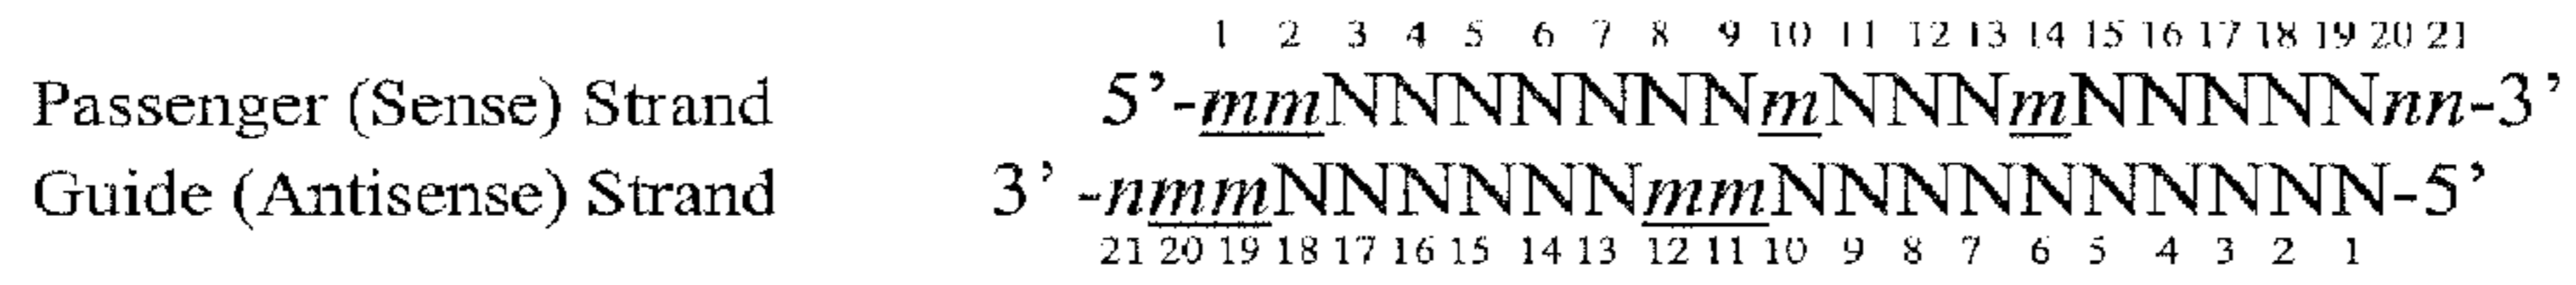 1 2 3 4 5 6 7 8 9 10 11 12 13 14 15 16 17 18 19 20 21
Passenger (Sense) Strand 5’-mmNNNNNNNmNNNmNNNNNnn-3’
Guide (Antisense) Strand 3’ -nmmNNNNNNmmNNNNNNNNNN-5’
21 20 19 18 17 16 15 14 13 12 11 10 9 8 7 6 5 4 3 2 1